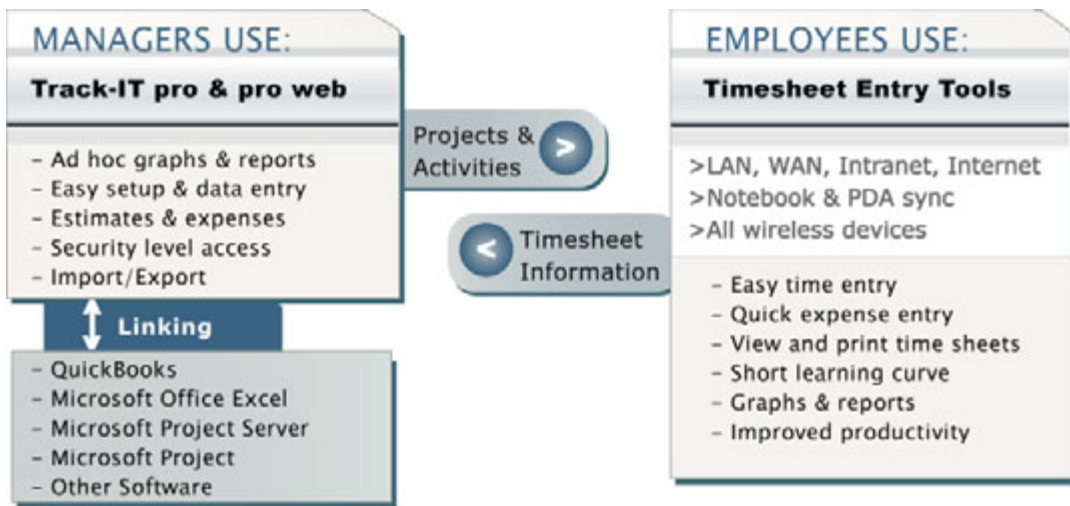 MANAGERS USE:
Track-IT pro & pro web
- Ad hoc graphs & reports
- Easy setup & data entry
- Estimates & expenses
- Security level access
- Import/Export
Linking
- QuickBooks
- Microsoft Office Excel
- Microsoft Project Server
- Microsoft Project
- Other Software
Projects &
Activities
>
<
Timesheet
Information
EMPLOYEES USE:
Timesheet Entry Tools
>LAN, WAN, Intranet, Internet
>Notebook & PDA sync
>All wireless devices
- Easy time entry
- Quick expense entry
- View and print time sheets
- Short learning curve
- Graphs & reports
- Improved productivity